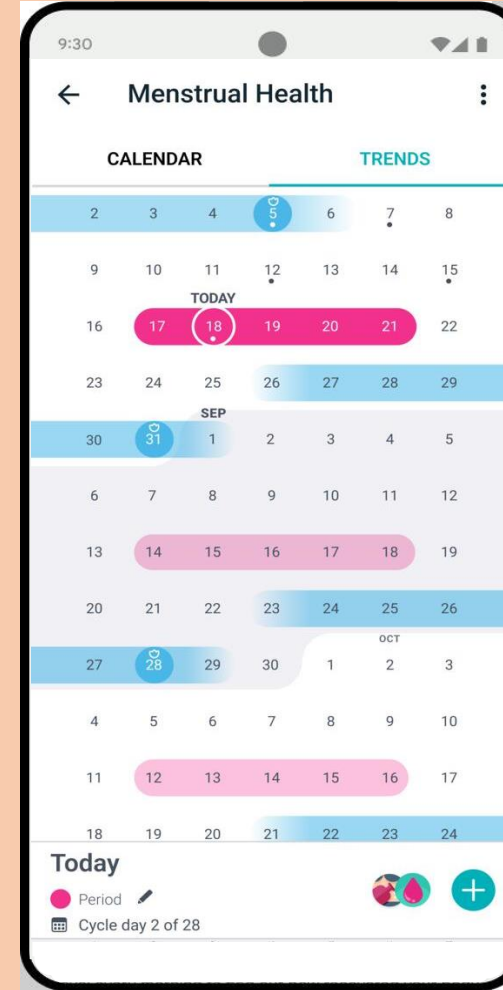 9:30
Menstrual Health
CALENDAR TRENDS
2 3 4 5 6 7 8
9 10 11 12 13 14 15
TODAY
16 17 18 19 20 21 22
23 24 25 26 27 28 29
SEP
30 31 1 2 3 4 5
6 7 8 9 10 11 12
13 14 15 16 17 18 19
20 21 22 23 24 25 26
OCT
27 28 29 30 1 2 3
4 5 6 7 8 9 10
11 12 13 14 15 16 17
18 19 20 21 22 23 24
Today
Period
Cycle day 2 of 28